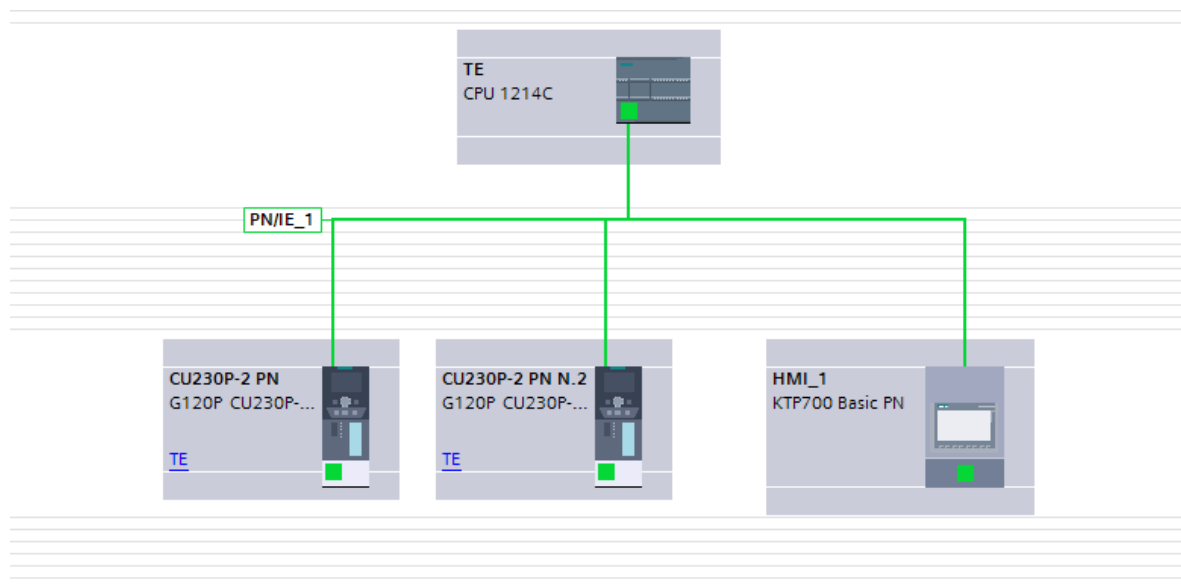 TE
CPU 1214C
PN/IE_1
CU230P-2 PN
G120P CU230P-...
TE
CU230P-2 PN N.2
G120P CU230P-...
TE
HMI_1
KTP700 Basic PN